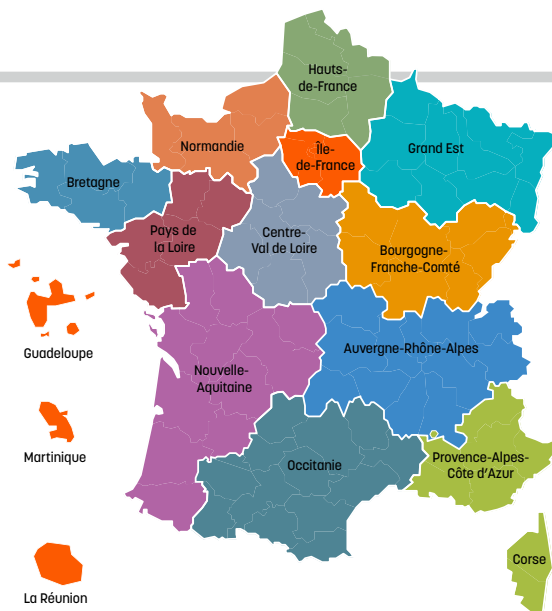 Hauts-
de-France
Normandie
Île-
de-France
Grand Est
Bretagne
Pays de
la Loire
Centre-
Val de Loire
Bourgogne-
Franche-Comté
Guadeloupe
Auvergne-Rhône-Alpes
Nouvelle-
Aquitaine
Martinique
Occitanie
Provence-Alpes-
Côte d'Azur
Corse
La Réunion